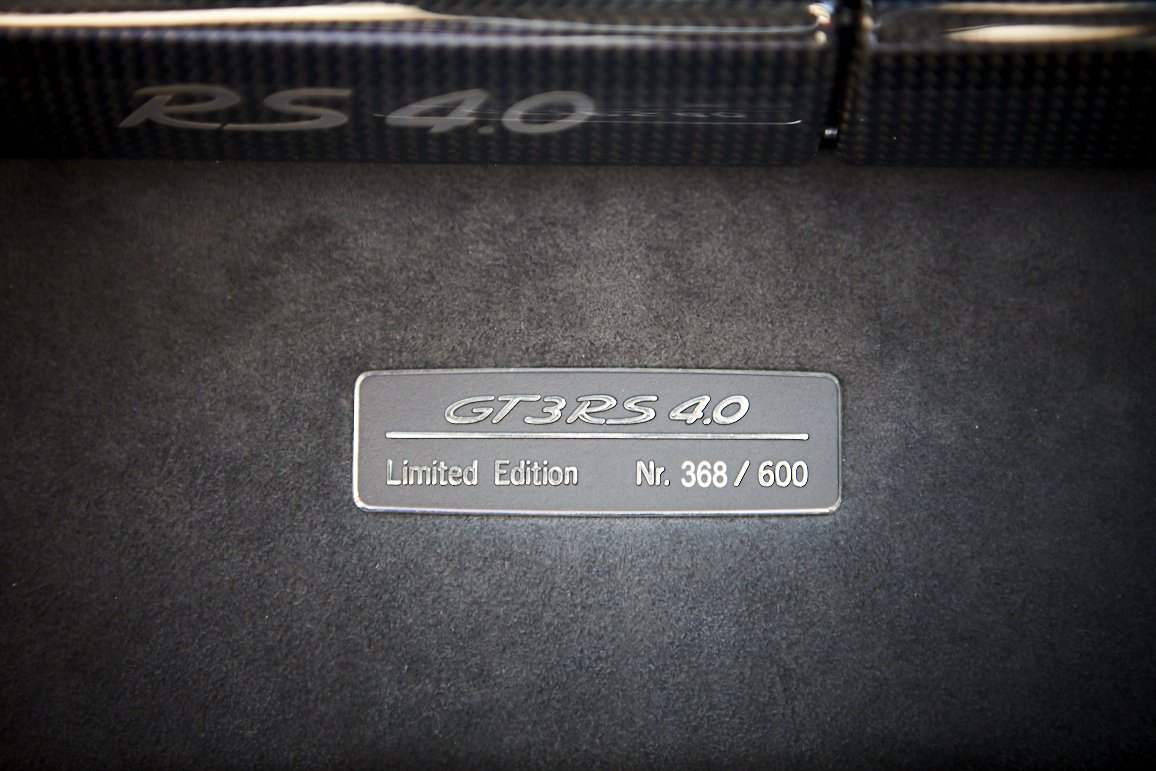 RS 4.0
GT3RS 4.0
Limited Edition Nr. 368 / 600